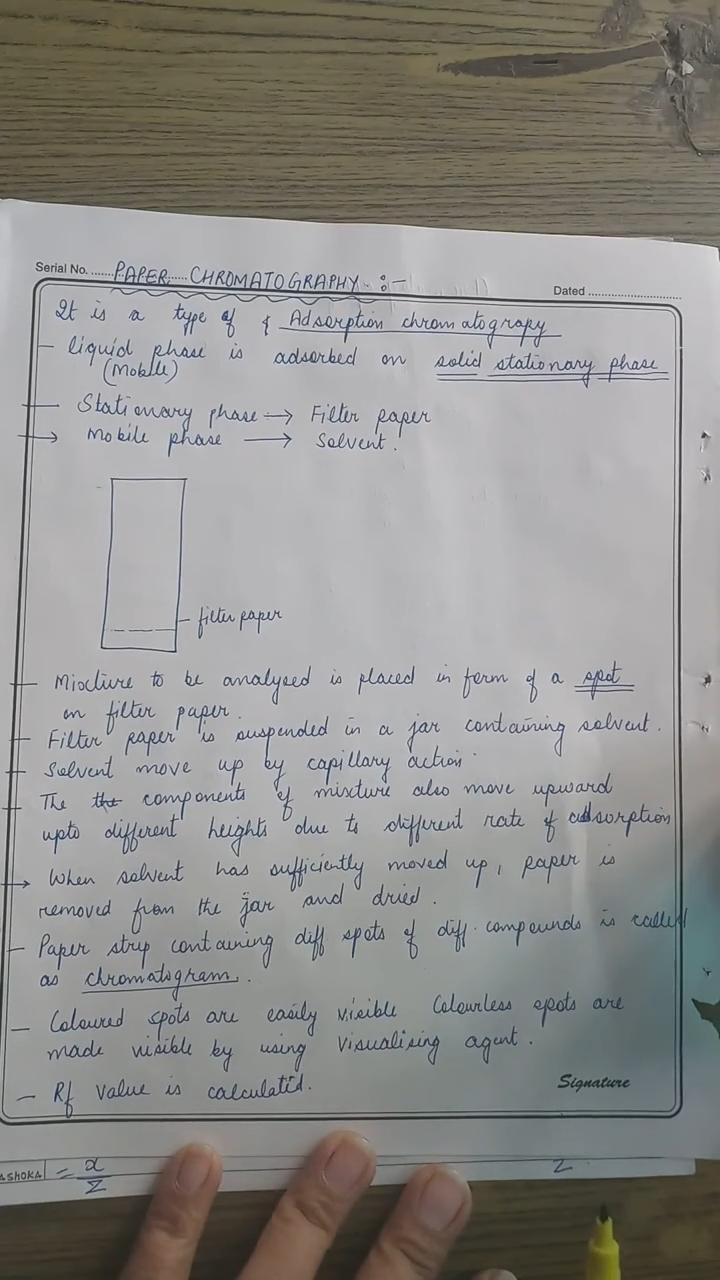 Serial No. ...... PAPER CHROMATOGRAPHY :-
Dated ..............................
It is a type of Adsorption chromatograpy
- liquid phase is adsorbed on solid stationary phase
(Mobile)
- Stationary phase → Filter paper
→ Mobile phase → Solvent.
- filter paper
- Mixture to be analysed is placed in form of a spot
on filter paper.
- Filter paper is suspended in a jar containing solvent.
- Solvent move up by capillary action.
- The the components of mixture also move upward
upto different heights due to different rate of adsorption
→ When solvent has sufficiently moved up, paper is
removed from the jar and dried.
- Paper strip containing diff spots of diff. compounds is called
as chromatogram.
- Coloured spots are easily visible Colourless spots are
made visible by using visualising agent.
- Rf value is calculated.
Signature
ASHOKA = x/z
z